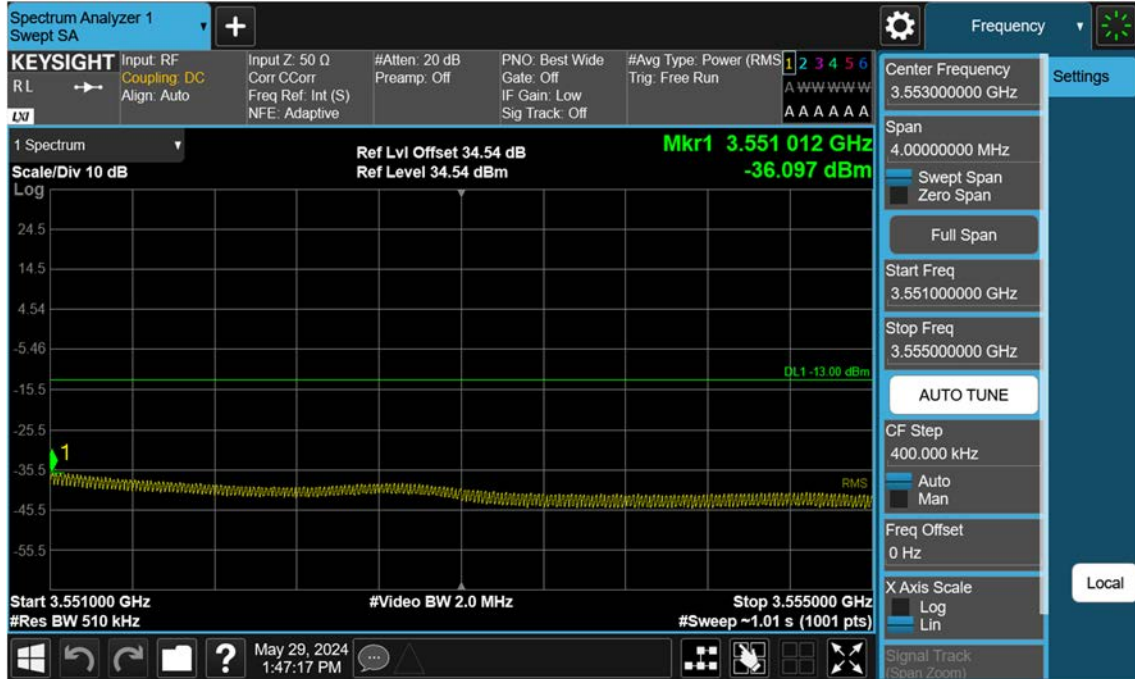 Spectrum Analyzer 1
Swept SA
Frequency
KEYSIGHT
R L
LXI
Input: RF
Coupling: DC
Align: Auto
Input Z: 50 Ω
Corr CCorr
Freq Ref: Int (S)
NFE: Adaptive
#Atten: 20 dB
Preamp: Off
PNO: Best Wide
Gate: Off
IF Gain: Low
Sig Track: Off
#Avg Type: Power (RMS
Trig: Free Run
1 2 3 4 5 6
A W W W W W
A A A A A A
1 Spectrum
Scale/Div 10 dB
Log
Ref Lvl Offset 34.54 dB
Ref Level 34.54 dBm
Mkr1 3.551 012 GHz
-36.097 dBm
24.5
14.5
4.54
-5.46
DL1 -13.00 dBm
-15.5
-25.5
1
-35.5
RMS
-45.5
-55.5
Start 3.551000 GHz
#Res BW 510 kHz
#Video BW 2.0 MHz
Stop 3.555000 GHz
#Sweep ~1.01 s (1001 pts)
?
May 29, 2024
1:47:17 PM
Center Frequency
3.553000000 GHz
Span
4.00000000 MHz
Swept Span
Zero Span
Full Span
Start Freq
3.551000000 GHz
Stop Freq
3.555000000 GHz
AUTO TUNE
CF Step
400.000 kHz
Auto
Man
Freq Offset
0 Hz
X Axis Scale
Log
Lin
Signal Track
(Span Zoom)
Settings
Local